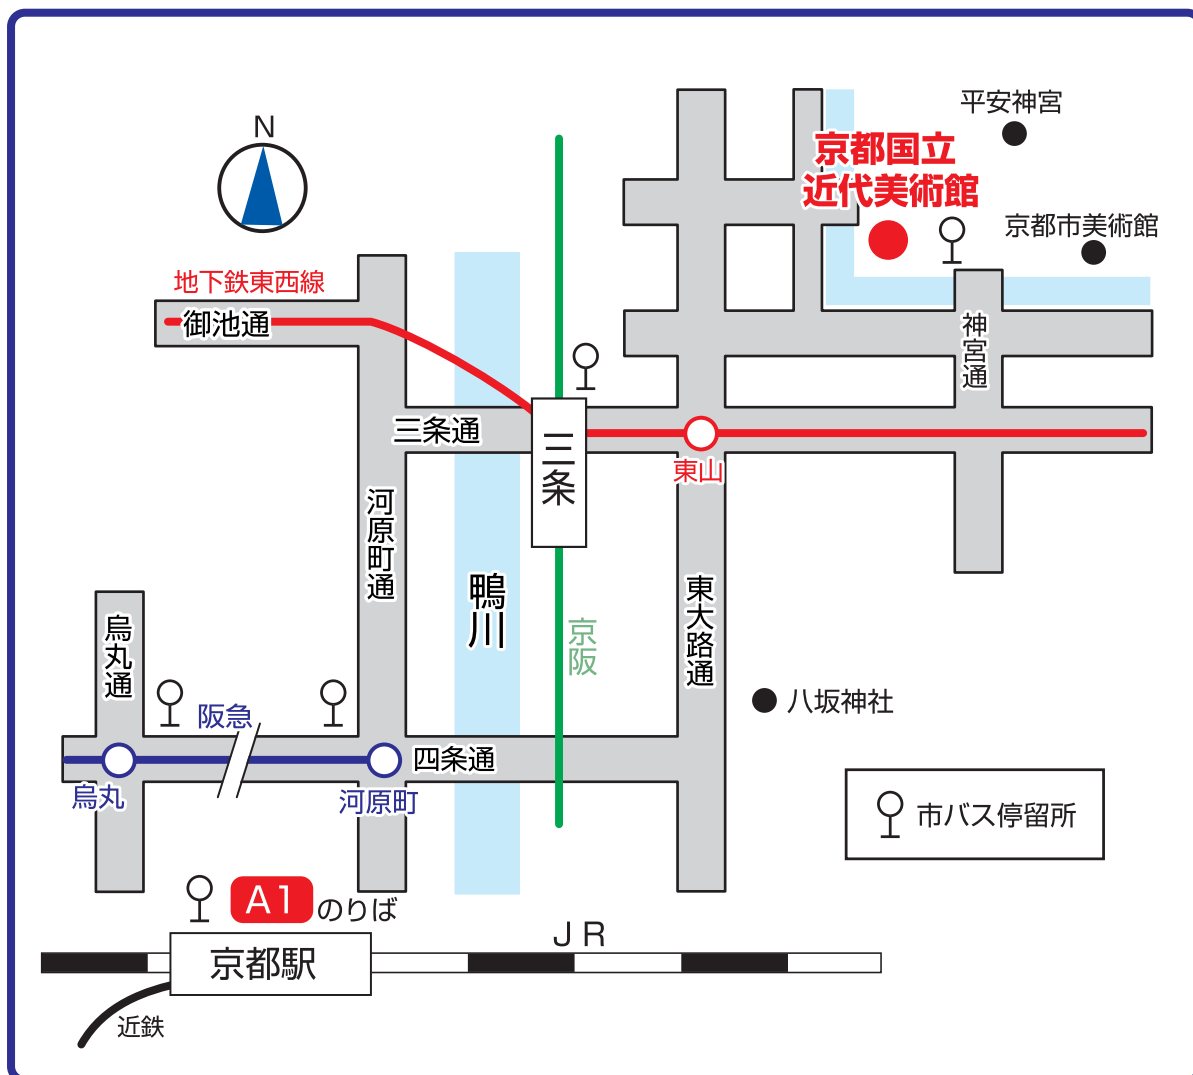 平安神宮
N
京都国立
近代美術館
京都市美術館
地下鉄東西線
御池通
神宮通
三条通
三条
東山
河原町通
鴨川
東大路通
烏丸通
京阪
八坂神社
阪急
四条通
烏丸
河原町
市バス停留所
A1 のりば
JR
京都駅
近鉄